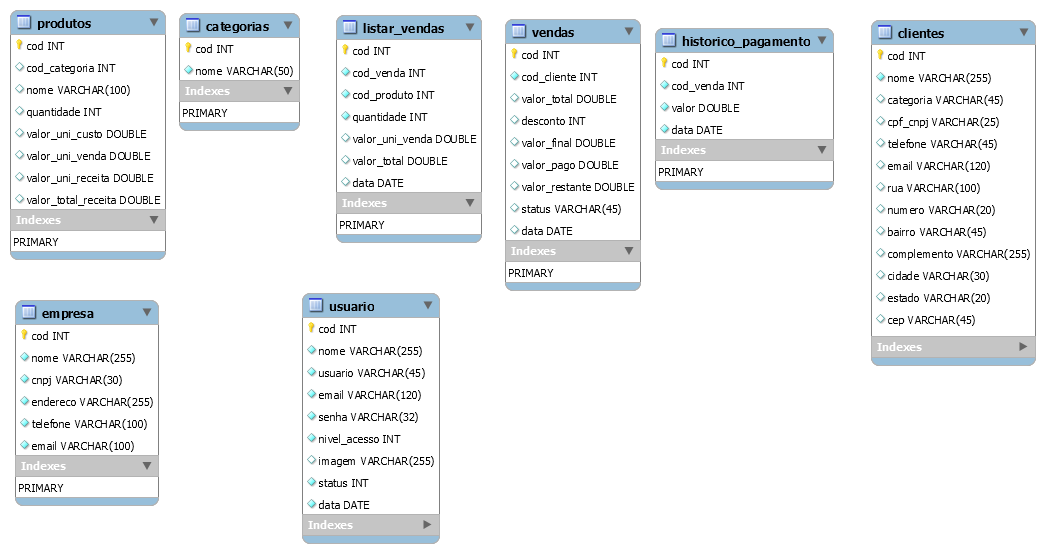 produtos
cod INT
cod_categoria INT
nome VARCHAR(100)
quantidade INT
valor_uni_custo DOUBLE
valor_uni_venda DOUBLE
valor_uni_receita DOUBLE
valor_total_receita DOUBLE
Indexes
PRIMARY
categorias
cod INT
nome VARCHAR(50)
Indexes
PRIMARY
listar_vendas
cod INT
cod_venda INT
cod_produto INT
quantidade INT
valor_uni_venda DOUBLE
valor_total DOUBLE
data DATE
Indexes
PRIMARY
vendas
cod INT
cod_cliente INT
valor_total DOUBLE
desconto INT
valor_final DOUBLE
valor_pago DOUBLE
valor_restante DOUBLE
status VARCHAR(45)
data DATE
Indexes
PRIMARY
historico_pagamento
cod INT
cod_venda INT
valor DOUBLE
data DATE
Indexes
PRIMARY
clientes
cod INT
nome VARCHAR(255)
categoria VARCHAR(45)
cpf_cnpj VARCHAR(25)
telefone VARCHAR(45)
email VARCHAR(120)
rua VARCHAR(100)
numero VARCHAR(20)
bairro VARCHAR(45)
complemento VARCHAR(255)
cidade VARCHAR(30)
estado VARCHAR(20)
cep VARCHAR(45)
Indexes
empresa
cod INT
nome VARCHAR(255)
cnpj VARCHAR(30)
endereco VARCHAR(255)
telefone VARCHAR(100)
email VARCHAR(100)
Indexes
PRIMARY
usuario
cod INT
nome VARCHAR(255)
usuario VARCHAR(45)
email VARCHAR(120)
senha VARCHAR(32)
nivel_acesso INT
imagem VARCHAR(255)
status INT
data DATE
Indexes